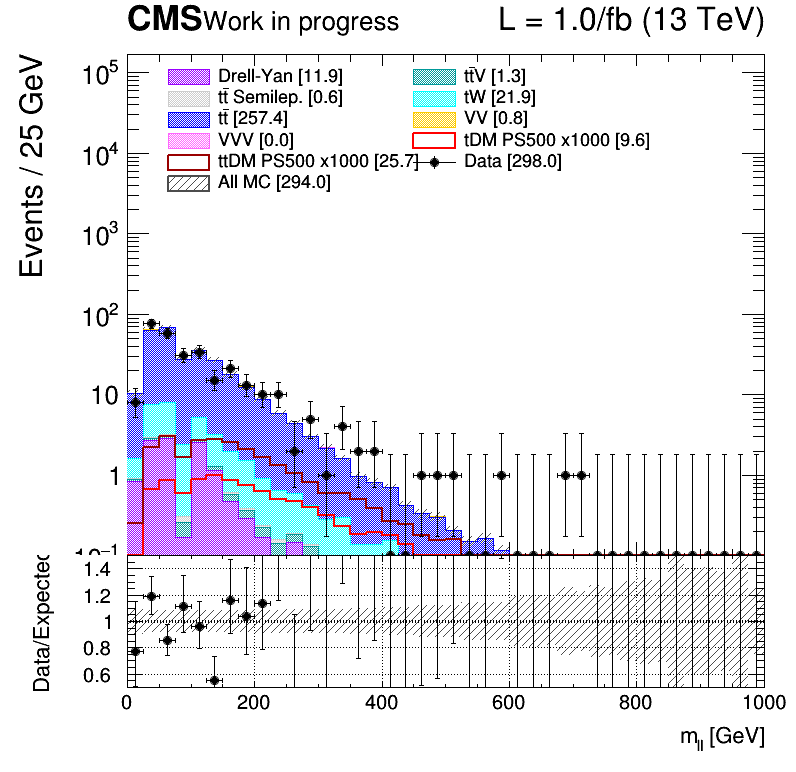 CMS Work in progress L = 1.0/fb (13 TeV)
Events / 25 GeV
10⁵
10⁴
10³
10²
10
1
10⁻¹
Drell-Yan [11.9] tt̄V [1.3]
tt̄ Semilep. [0.6] tW [21.9]
tt̄ [257.4] VV [0.8]
VVV [0.0] tDM PS500 x1000 [9.6]
ttDM PS500 x1000 [25.7] Data [298.0]
All MC [294.0]
Data/Expected
1.4
1.2
1
0.8
0.6
0 200 400 600 800 1000
m_ll [GeV]